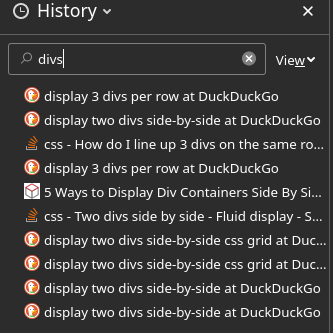 History
divs
View
display 3 divs per row at DuckDuckGo
display two divs side-by-side at DuckDuckGo
css - How do I line up 3 divs on the same ro...
display 3 divs per row at DuckDuckGo
5 Ways to Display Div Containers Side By Si...
css - Two divs side by side - Fluid display - S...
display two divs side-by-side css grid at Duc...
display two divs side-by-side css grid at Duc...
display two divs side-by-side at DuckDuckGo
display two divs side-by-side at DuckDuckGo